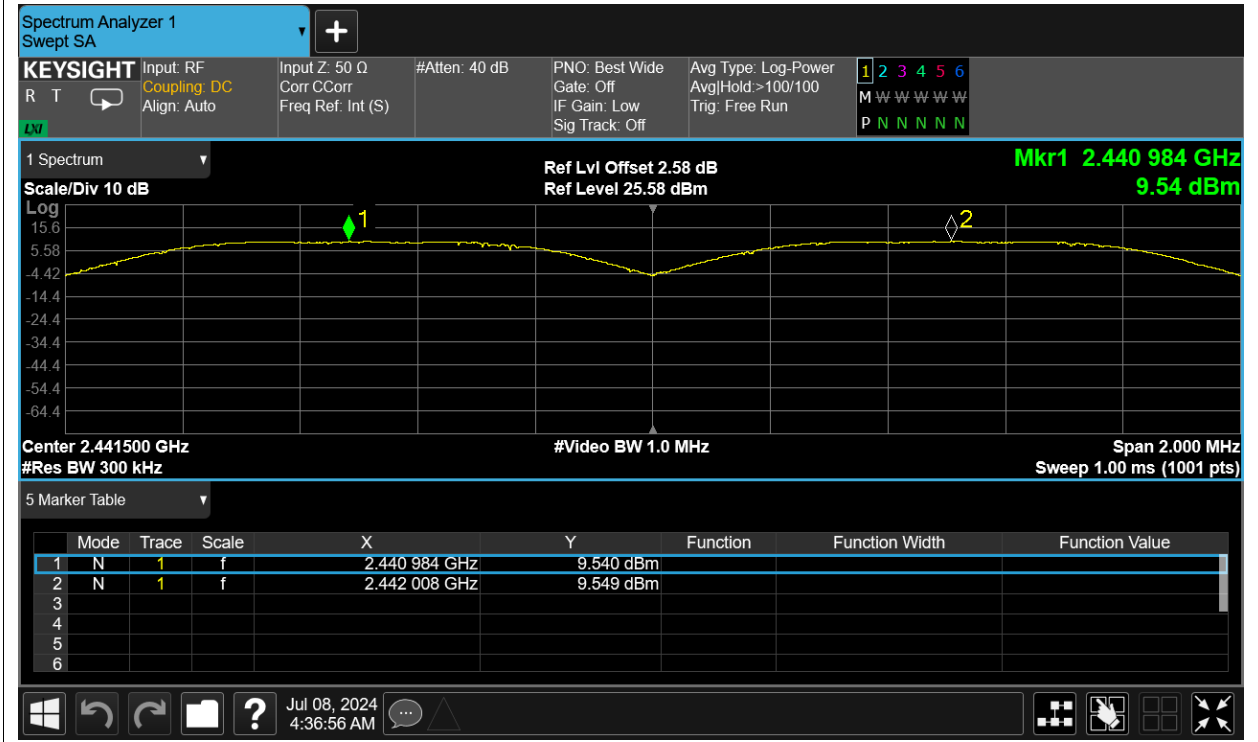 Spectrum Analyzer 1
Swept SA
KEYSIGHT
R T
LXI
Input: RF
Coupling: DC
Align: Auto
Input Z: 50 Ω
Corr CCorr
Freq Ref: Int (S)
#Atten: 40 dB
PNO: Best Wide
Gate: Off
IF Gain: Low
Sig Track: Off
Avg Type: Log-Power
Avg|Hold:>100/100
Trig: Free Run
1 2 3 4 5 6
M W W W W W
P N N N N N
1 Spectrum
Scale/Div 10 dB
Ref Lvl Offset 2.58 dB
Ref Level 25.58 dBm
Mkr1 2.440 984 GHz
9.54 dBm
Log
15.6
5.58
-4.42
-14.4
-24.4
-34.4
-44.4
-54.4
-64.4
1
2
Center 2.441500 GHz
#Video BW 1.0 MHz
Span 2.000 MHz
#Res BW 300 kHz
Sweep 1.00 ms (1001 pts)
5 Marker Table
Mode Trace Scale X Y Function Function Width Function Value
1 N 1 f 2.440 984 GHz 9.540 dBm
2 N 1 f 2.442 008 GHz 9.549 dBm
3
4
5
6
?
Jul 08, 2024
4:36:56 AM